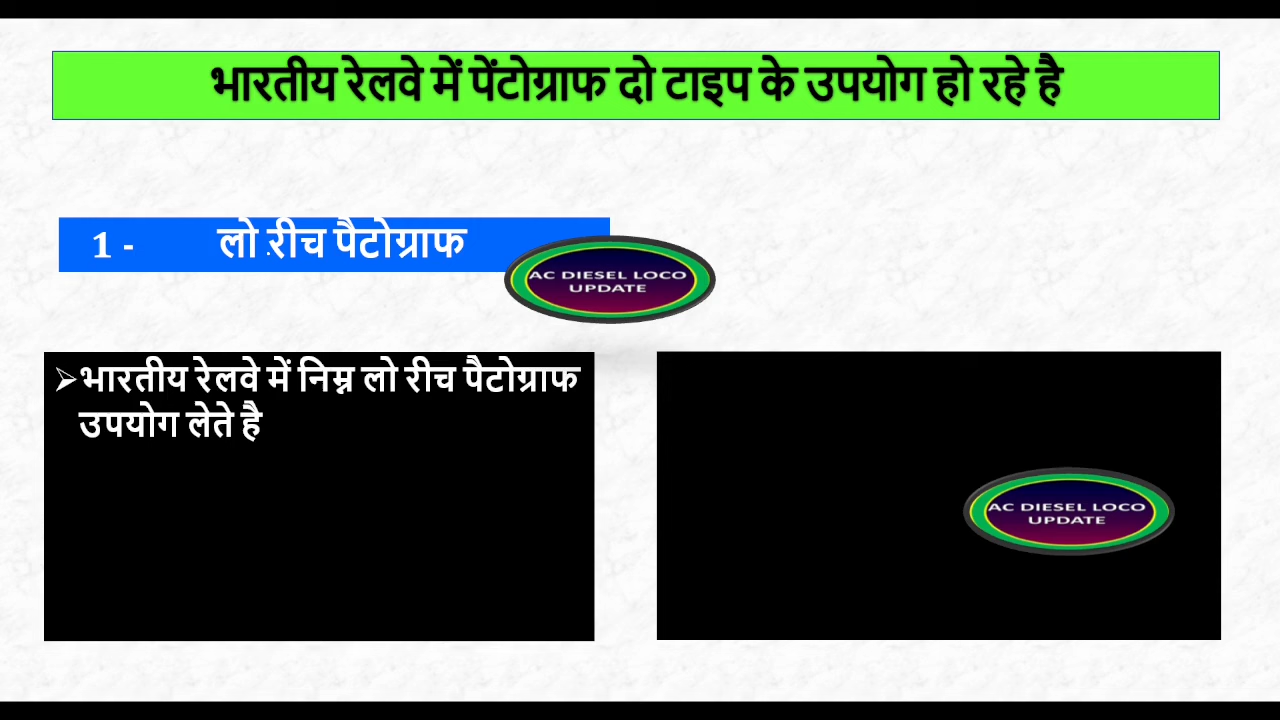 भारतीय रेलवे में पेंटोग्राफ दो टाइप के उपयोग हो रहे है
1 - लो रीच पैटोग्राफ
AC DIESEL LOCO
UPDATE
➢भारतीय रेलवे में निम्न लो रीच पैटोग्राफ
उपयोग लेते है
AC DIESEL LOCO
UPDATE